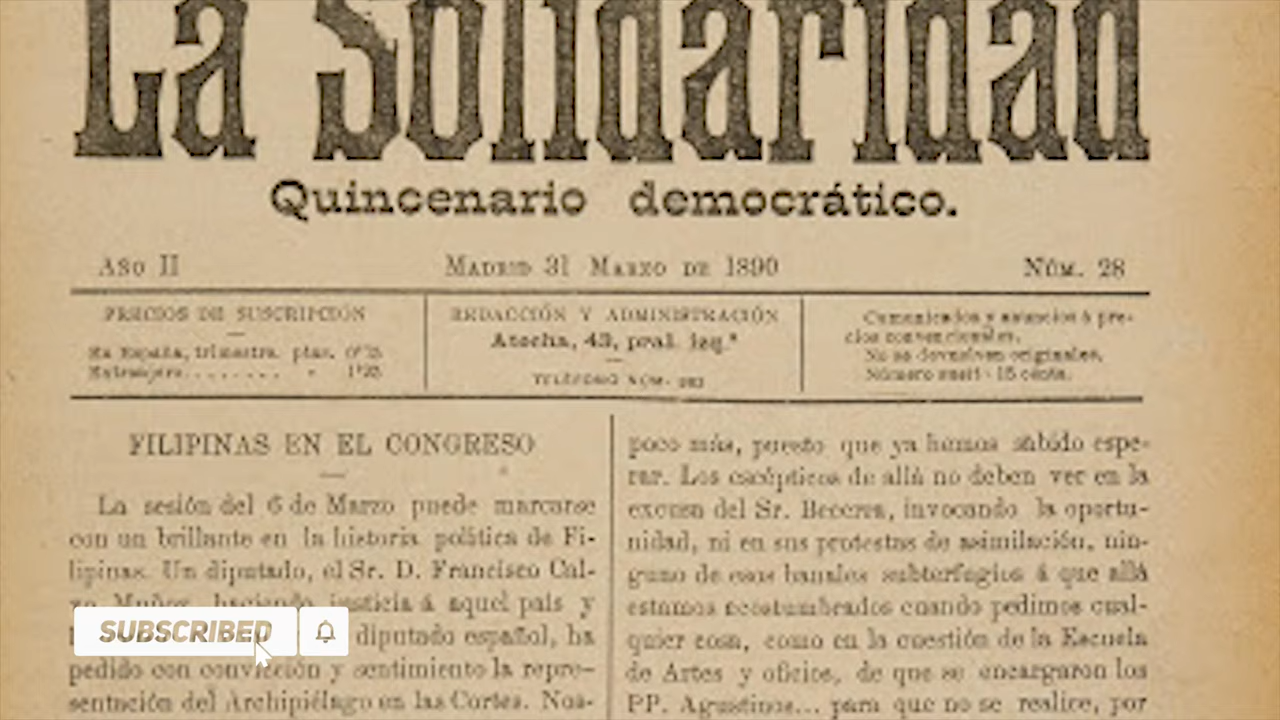 La Solidaridad
Quincenario democrático.
Año II
Madrid 31 Marzo de 1890
Núm. 28
PRECIOS DE SUSCRIPCIÓN
En España, trimestre. ptas. 0'75
Extranjero. . . . . . . . » 1'25
REDACCIÓN Y ADMINISTRACIÓN
Atocha, 43, pral. izq.ª
TELÉFONO NÚM.
Comunicados y anuncios á pre-
cios convencionales.
No se devuelven originales.
Número suelt 15 cénts.
FILIPINAS EN EL CONGRESO
La sesión del 6 de Marzo puede marcarse
con un brillante en la historia política de Fi-
lipinas. Un diputado, el Sr. D. Francisco Cal-
vo Muñoz, haciendo justicia á aquel país y
diputado español, ha
pedido con convicción y sentimiento la repre-
sentación del Archipiélago en las Cortes. Nos-
poco más, puesto que ya hemos sabido espe-
rar. Los escépticos de allá no deben ver en la
excusa del Sr. Becerra, invocando la oportu-
nidad, ni en sus protestas de asimilación, nin-
guno de esos banales subterfugios á que allá
estamos acostumbrados cuando pedimos cual-
quier cosa, como en la cuestión de la Escuela
de Artes y oficios, de que se encargaron los
PP. Agustinos... para que no se realice, por
SUBSCRIBED